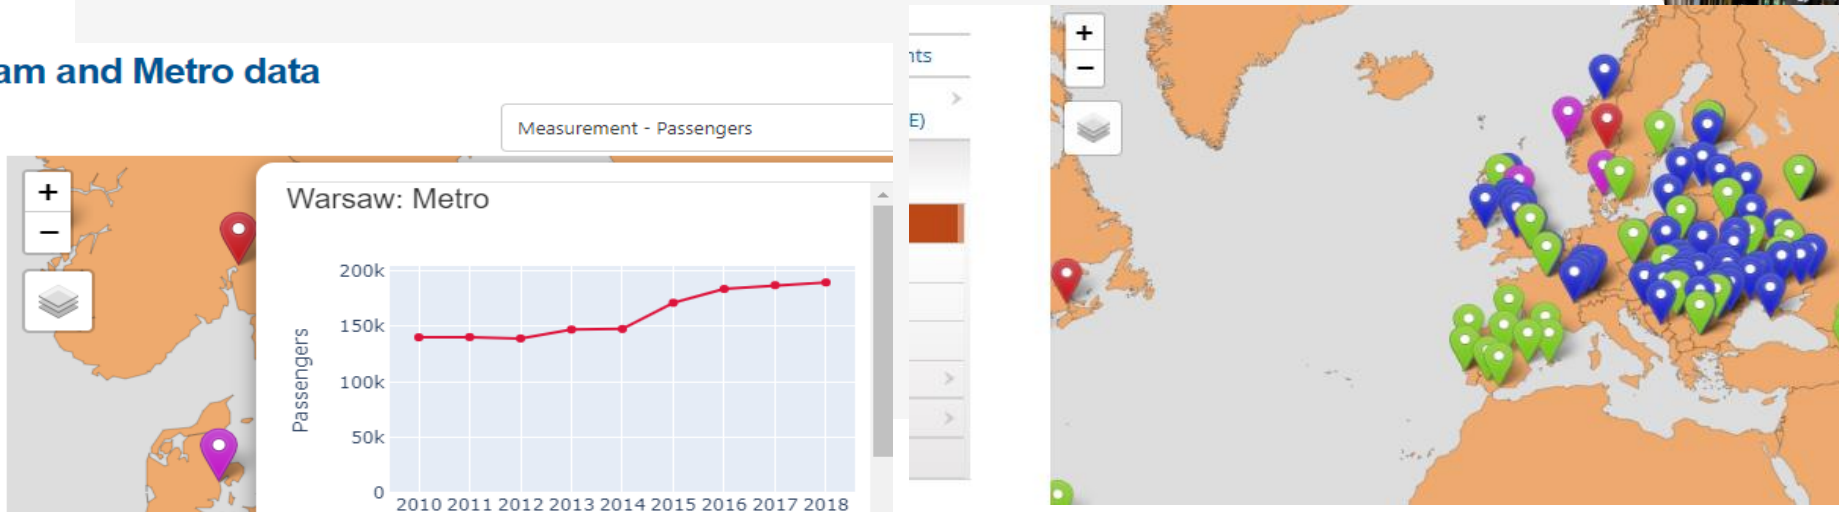 am and Metro data
Measurement - Passengers
+
−
Warsaw: Metro
Passengers
200k
150k
100k
50k
0
2010 2011 2012 2013 2014 2015 2016 2017 2018
nts
E)
+
−